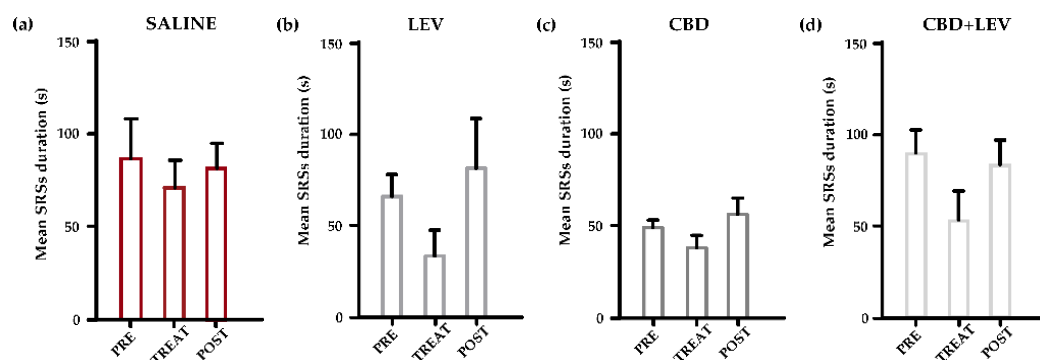 (a) SALINE
Mean SRSs duration (s)
150
100
50
0
PRE
TREAT
POST
(b) LEV
Mean SRSs duration (s)
150
100
50
0
PRE
TREAT
POST
(c) CBD
Mean SRSs duration (s)
150
100
50
0
PRE
TREAT
POST
(d) CBD+LEV
Mean SRSs duration (s)
150
100
50
0
PRE
TREAT
POST